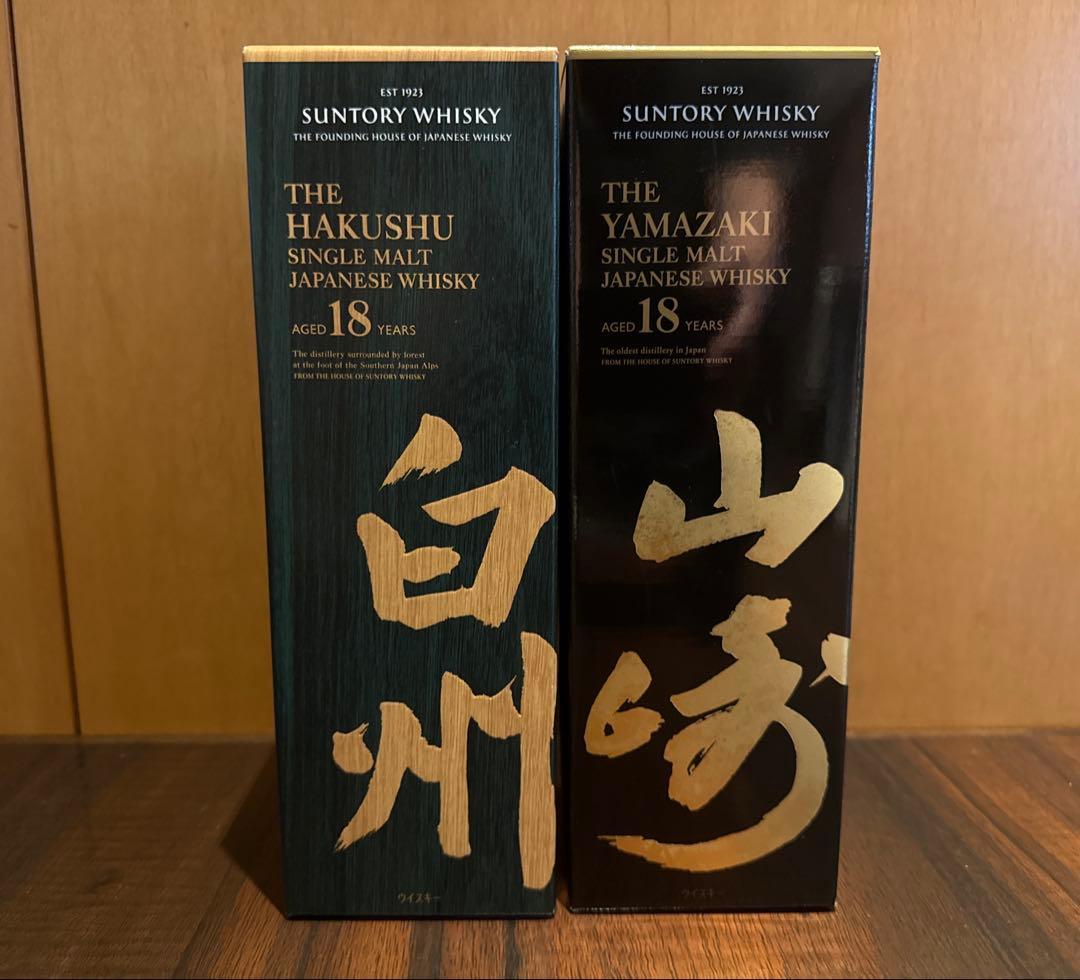 EST 1923
SUNTORY WHISKY
THE FOUNDING HOUSE OF JAPANESE WHISKY
THE
HAKUSHU
SINGLE MALT
JAPANESE WHISKY
AGED 18 YEARS
The distillery surrounded by forest
at the foot of the Southern Japan Alps
FROM THE HOUSE OF SUNTORY WHISKY
白
州
ウイスキー
EST 1923
SUNTORY WHISKY
THE FOUNDING HOUSE OF JAPANESE WHISKY
THE
YAMAZAKI
SINGLE MALT
JAPANESE WHISKY
AGED 18 YEARS
The oldest distillery in Japan
FROM THE HOUSE OF SUNTORY WHISKY
山
崎
ウイスキー